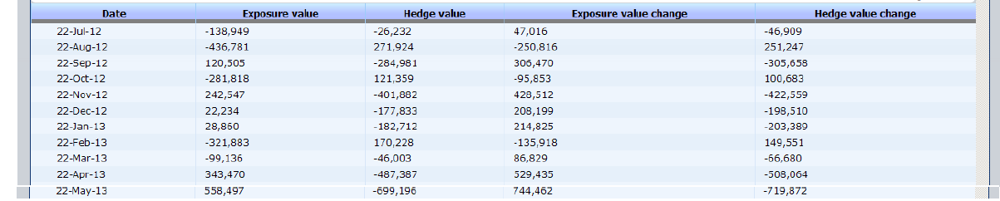 Date Exposure value Hedge value Exposure value change Hedge value change
22-Jul-12 -138,949 -26,232 47,016 -46,909
22-Aug-12 -436,781 271,924 -250,816 251,247
22-Sep-12 120,505 -284,981 306,470 -305,658
22-Oct-12 -281,818 121,359 -95,853 100,683
22-Nov-12 242,547 -401,882 428,512 -422,559
22-Dec-12 22,234 -177,833 208,199 -198,510
22-Jan-13 28,860 -182,712 214,825 -203,389
22-Feb-13 -321,883 170,228 -135,918 149,551
22-Mar-13 -99,136 -46,003 86,829 -66,680
22-Apr-13 343,470 -487,387 529,435 -508,064
22-May-13 558,497 -699,196 744,462 -719,872